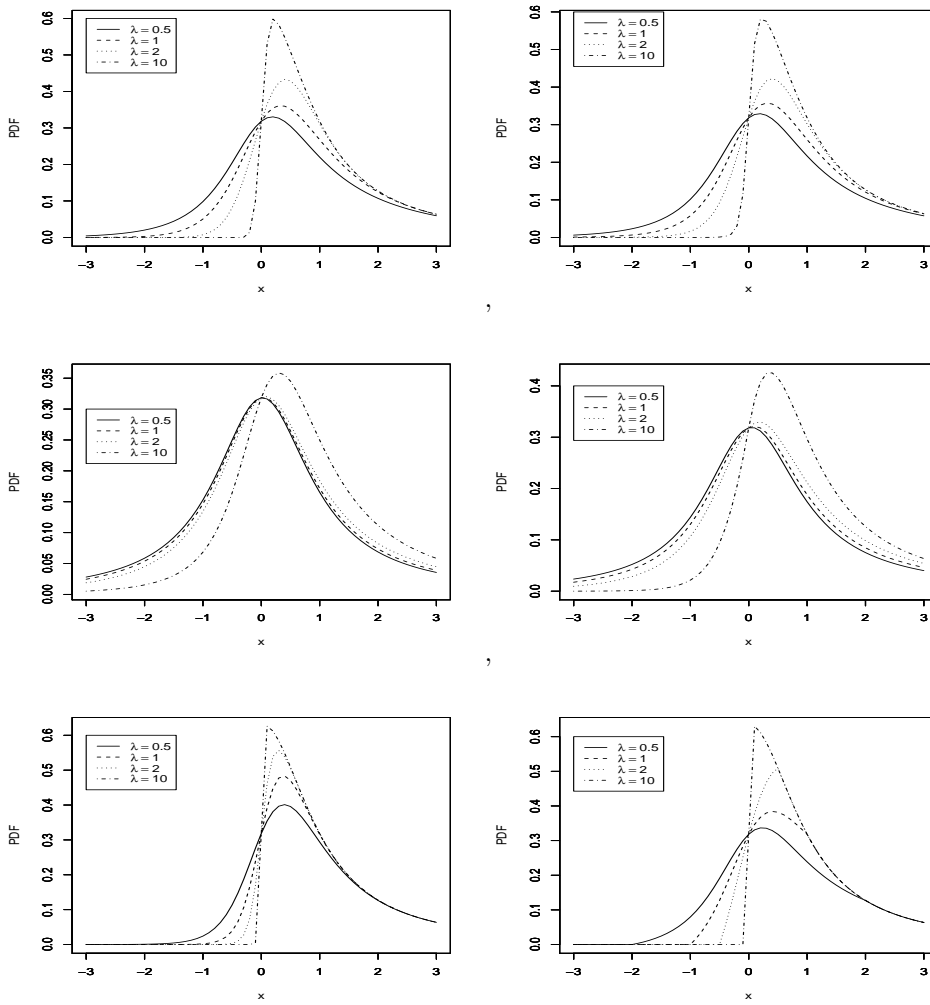 PDF
0.0 0.1 0.2 0.3 0.4 0.5 0.6
λ = 0.5
λ = 1
λ = 2
λ = 10
−3 −2 −1 0 1 2 3
x
PDF
0.0 0.1 0.2 0.3 0.4 0.5
λ = 0.5
λ = 1
λ = 2
λ = 10
−3 −2 −1 0 1 2 3
x
,
PDF
0.00 0.05 0.10 0.15 0.20 0.25 0.30 0.35
λ = 0.5
λ = 1
λ = 2
λ = 10
−3 −2 −1 0 1 2 3
x
PDF
0.0 0.1 0.2 0.3 0.4
λ = 0.5
λ = 1
λ = 2
λ = 10
−3 −2 −1 0 1 2 3
x
,
PDF
0.0 0.1 0.2 0.3 0.4 0.5 0.6
λ = 0.5
λ = 1
λ = 2
λ = 10
−3 −2 −1 0 1 2 3
x
PDF
0.0 0.1 0.2 0.3 0.4 0.5 0.6
λ = 0.5
λ = 1
λ = 2
λ = 10
−3 −2 −1 0 1 2 3
x